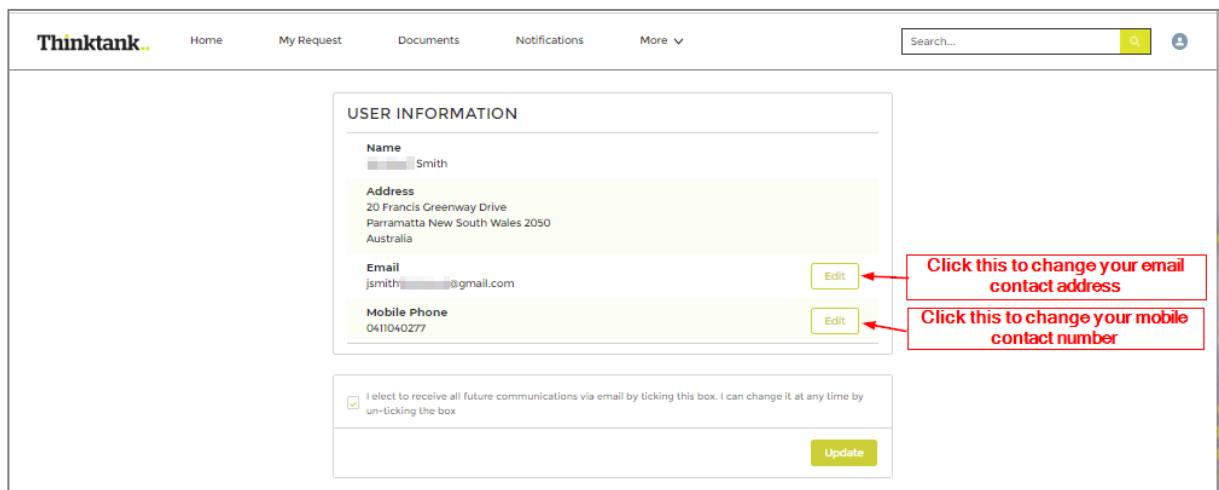 Thinktank..
Home
My Request
Documents
Notifications
More
Search...
USER INFORMATION
Name
Smith
Address
20 Francis Greenway Drive
Parramatta New South Wales 2050
Australia
Email
jsmith @gmail.com
Edit
Click this to change your email
contact address
Mobile Phone
0411040277
Edit
Click this to change your mobile
contact number
I elect to receive all future communications via email by ticking this box. I can change it at any time by
un-ticking the box
Update